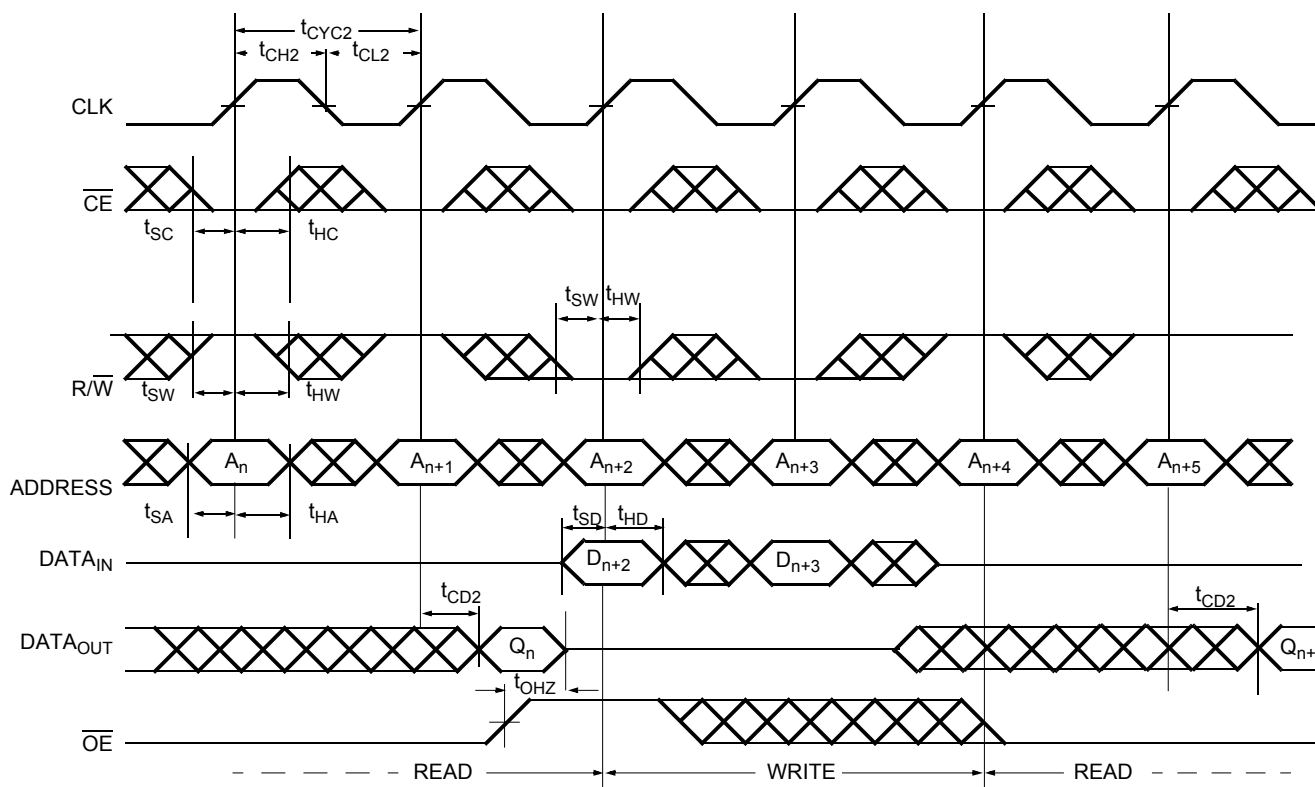 tCYC2
tCH2 tCL2
CLK
CE
tSC tHC
tSW tHW
R/W
tSW tHW
An An+1 An+2 An+3 An+4 An+5
ADDRESS
tSA tHA
tSD tHD
DATAIN
Dn+2 Dn+3
tCD2 tCD2
DATAOUT
Qn Qn+
tOHZ
OE
READ WRITE READ